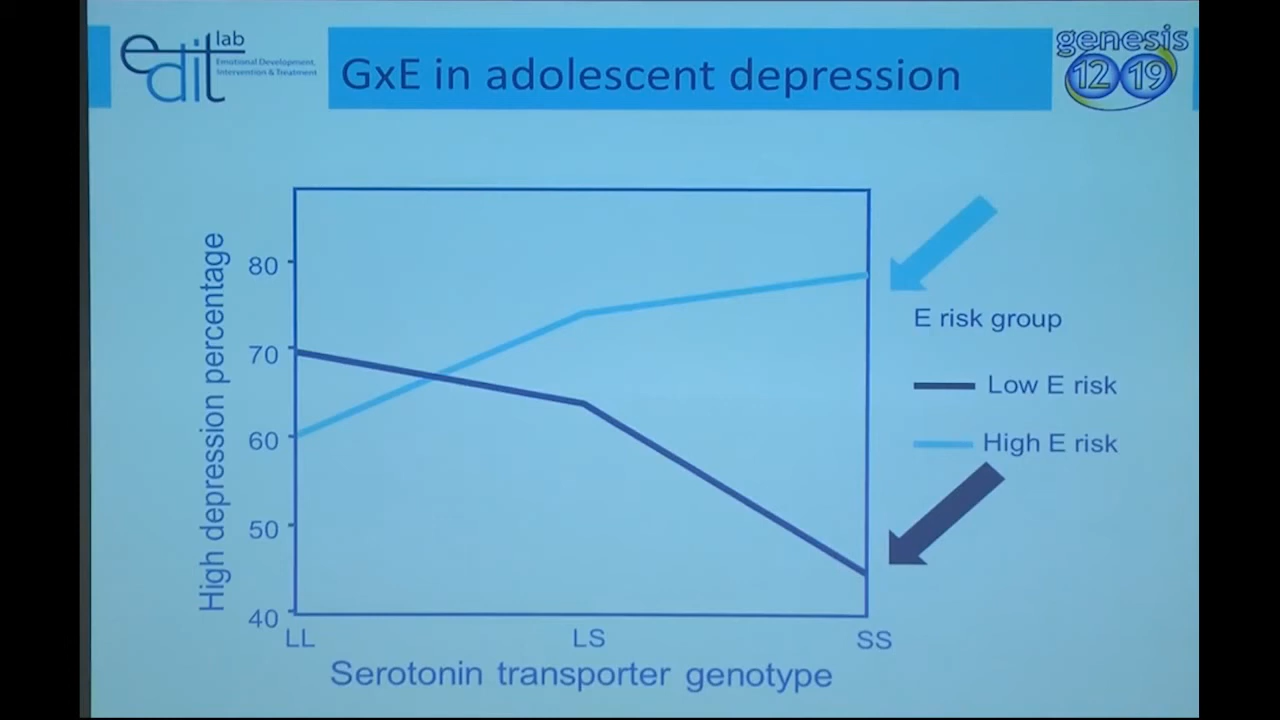 edit lab
Emotional Development,
Intervention & Treatment
GxE in adolescent depression
genesis
12 19
High depression percentage
80
70
60
50
40
LL LS SS
Serotonin transporter genotype
E risk group
Low E risk
High E risk